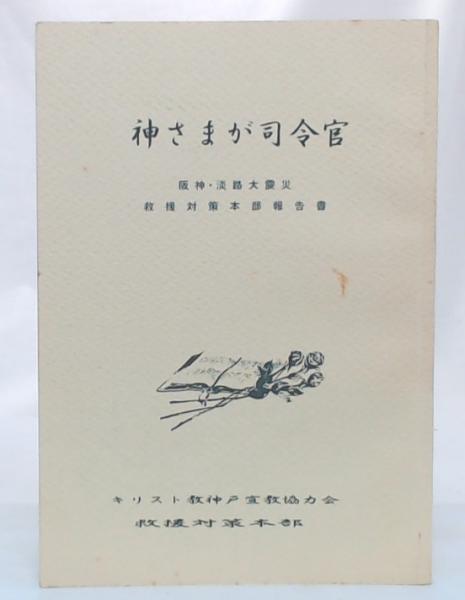 神さまが司令官
阪神・淡路大震災
救援対策本部報告書
キリスト教神戸宣教協力会
救援対策本部